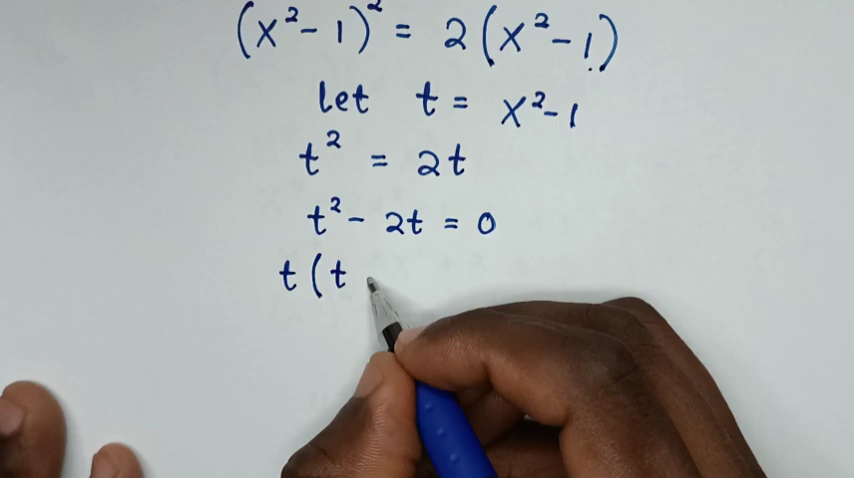 (x²-1)² = 2(x²-1)
let t = x²-1
t² = 2t
t² - 2t = 0
t(t